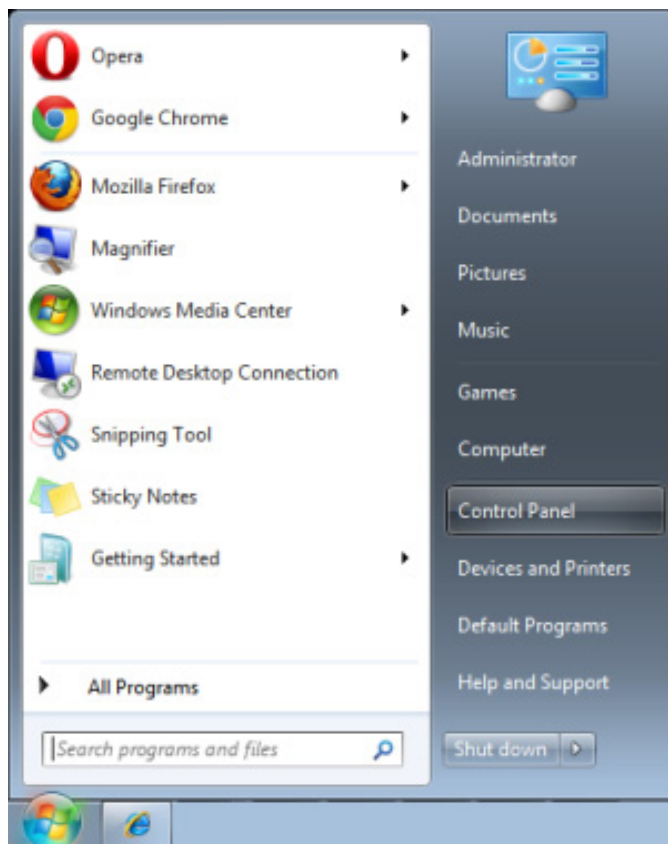 Opera
Google Chrome
Mozilla Firefox
Magnifier
Windows Media Center
Remote Desktop Connection
Snipping Tool
Sticky Notes
Getting Started
All Programs
Search programs and files
Administrator
Documents
Pictures
Music
Games
Computer
Control Panel
Devices and Printers
Default Programs
Help and Support
Shut down